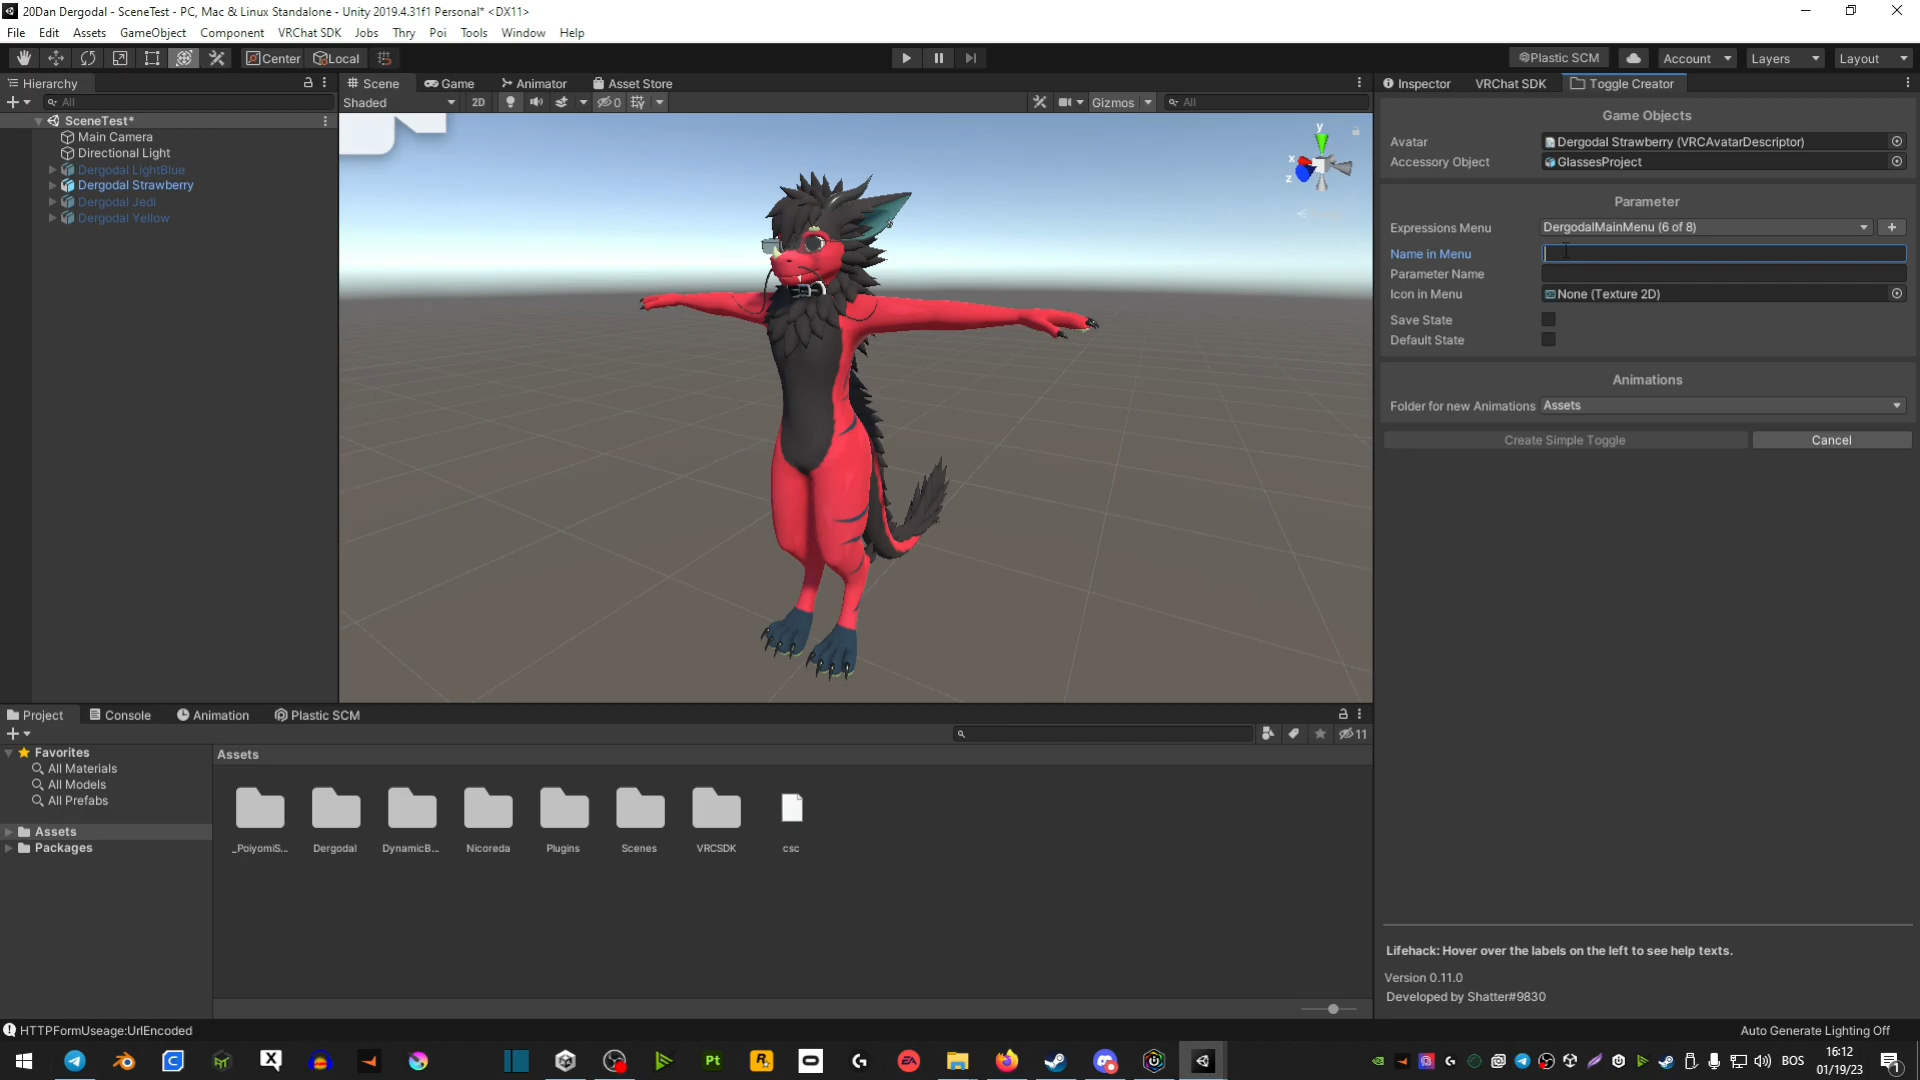 20Dan Dergodal - SceneTest - PC, Mac & Linux Standalone - Unity 2019.4.31f1 Personal* <DX11>
File Edit Assets GameObject Component VRChat SDK Jobs Thry Poi Tools Window Help
Center Local Plastic SCM Account Layers Layout
Hierarchy
All
SceneTest*
Main Camera
Directional Light
Dergodal LightBlue
Dergodal Strawberry
Dergodal Jedi
Dergodal Yellow
Scene Game Animator Asset Store
Shaded 2D 0 Gizmos All
y
x
z
Inspector VRChat SDK Toggle Creator
Game Objects
Avatar Dergodal Strawberry (VRCAvatarDescriptor)
Accessory Object GlassesProject
Parameter
Expressions Menu DergodalMainMenu (6 of 8)
Name in Menu
Parameter Name
Icon in Menu None (Texture 2D)
Save State
Default State
Animations
Folder for new Animations Assets
Create Simple Toggle Cancel
Lifehack: Hover over the labels on the left to see help texts.
Version 0.11.0
Developed by Shatter#9830
Project Console Animation Plastic SCM
11
Favorites
All Materials
All Models
All Prefabs
Assets
Packages
Assets
_PoiyomiS... Dergodal DynamicB... Nicoreda Plugins Scenes VRCSDK csc
HTTPFormUseage:UrlEncoded
Auto Generate Lighting Off
Pt
EA
BOS
16:12
01/19/23
1